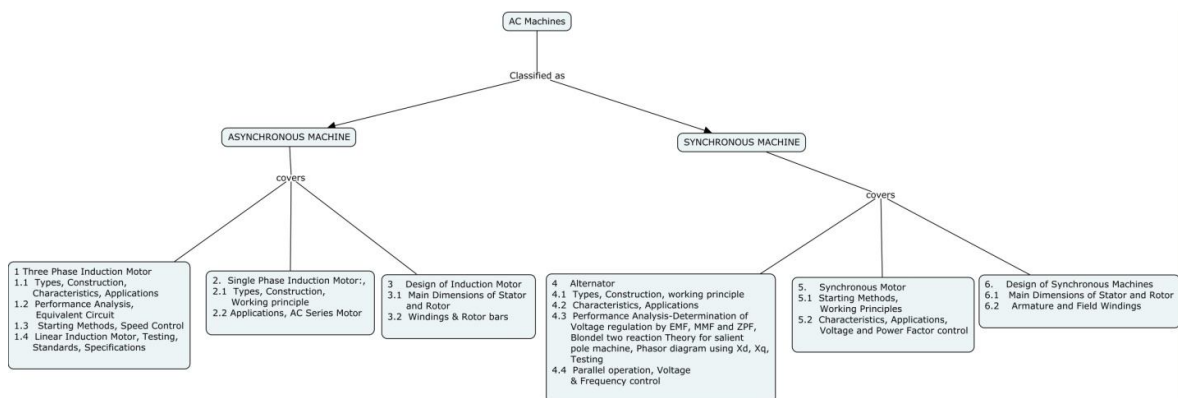 AC Machines
Classified as
ASYNCHRONOUS MACHINE
SYNCHRONOUS MACHINE
covers
covers
1 Three Phase Induction Motor
1.1 Types, Construction,
Characteristics, Applications
1.2 Performance Analysis,
Equivalent Circuit
1.3 Starting Methods, Speed Control
1.4 Linear Induction Motor, Testing,
Standards, Specifications
2. Single Phase Induction Motor:,
2.1 Types, Construction,
Working principle
2.2 Applications, AC Series Motor
3 Design of Induction Motor
3.1 Main Dimensions of Stator
and Rotor
3.2 Windings & Rotor bars
4 Alternator
4.1 Types, Construction, working principle
4.2 Characteristics, Applications
4.3 Performance Analysis-Determination of
Voltage regulation by EMF, MMF and ZPF,
Blondel two reaction Theory for salient
pole machine, Phasor diagram using Xd, Xq,
Testing
4.4 Parallel operation, Voltage
& Frequency control
5. Synchronous Motor
5.1 Starting Methods,
Working Principles
5.2 Characteristics, Applications,
Voltage and Power Factor control
6. Design of Synchronous Machines
6.1 Main Dimensions of Stator and Rotor
6.2 Armature and Field Windings